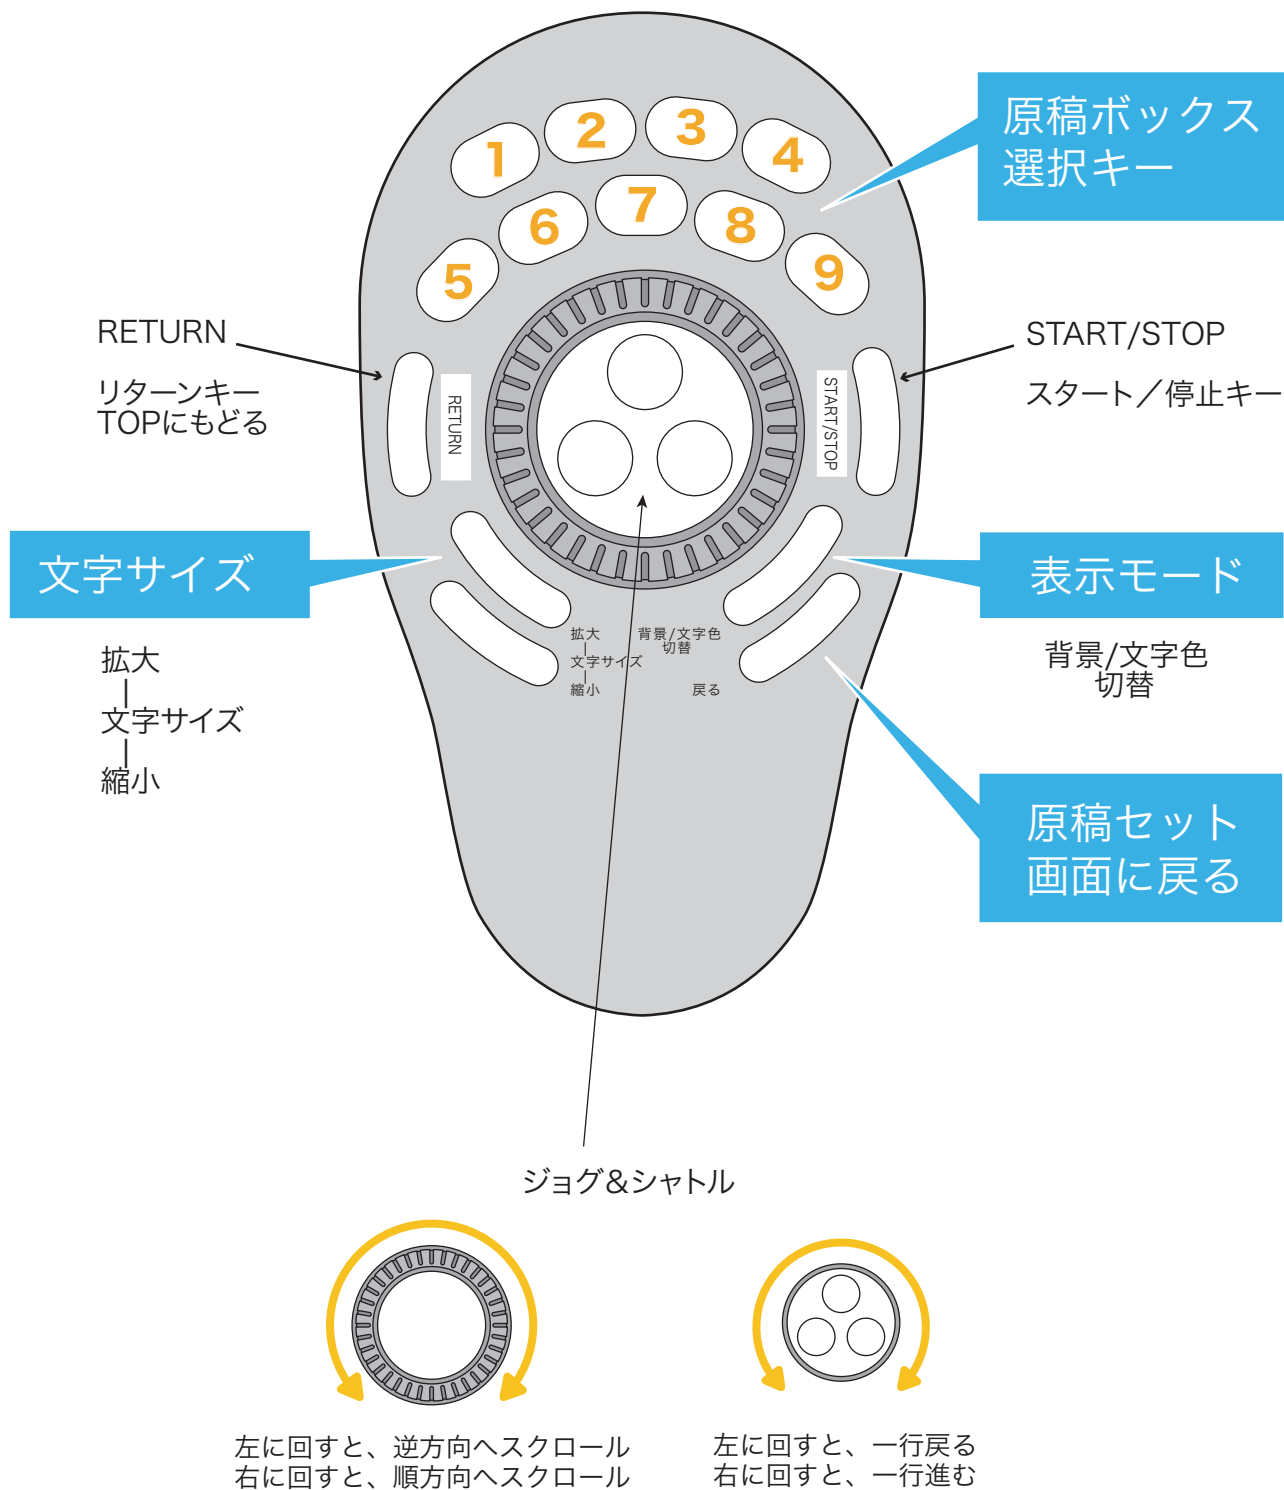 原稿ボックス
選択キー
1
2
3
4
5
6
7
8
9
RETURN
リターンキー
TOPにもどる
RETURN
START/STOP
START/STOP
スタート／停止キー
文字サイズ
拡大
｜
文字サイズ
｜
縮小
拡大
｜
文字サイズ
｜
縮小
背景/文字色
切替
戻る
表示モード
背景/文字色
切替
原稿セット
画面に戻る
ジョグ&シャトル
左に回すと、逆方向へスクロール
右に回すと、順方向へスクロール
左に回すと、一行戻る
右に回すと、一行進む